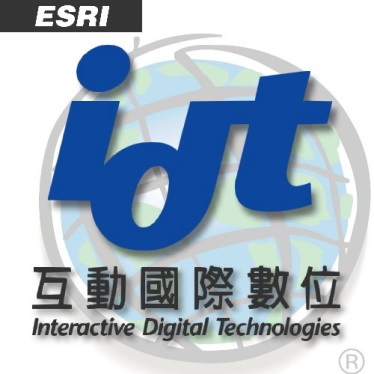 ESRI
idt
互動國際數位
Interactive Digital Technologies
®